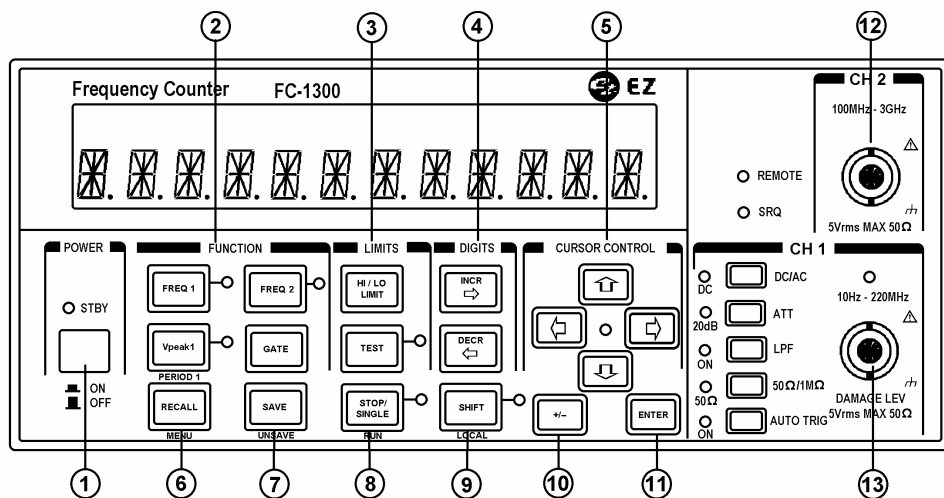 2 3 4 5 12
Frequency Counter FC-1300 EZ
CH 2
100MHz - 3GHz
REMOTE
SRQ
5Vrms MAX 50Ω
POWER FUNCTION LIMITS DIGITS CURSOR CONTROL CH 1
STBY
FREQ 1 FREQ 2 HI / LO LIMIT INCR
DC DC/AC
10Hz - 220MHz
20dB ATT
Vpeak1 GATE TEST DECR
PERIOD 1
ON LPF
ON
OFF
50Ω 50Ω/1MΩ
DAMAGE LEV
5Vrms MAX 50Ω
RECALL SAVE STOP/SINGLE SHIFT +/– ENTER
ON AUTO TRIG
MENU UNSAVE RUN LOCAL
1 6 7 8 9 10 11 13